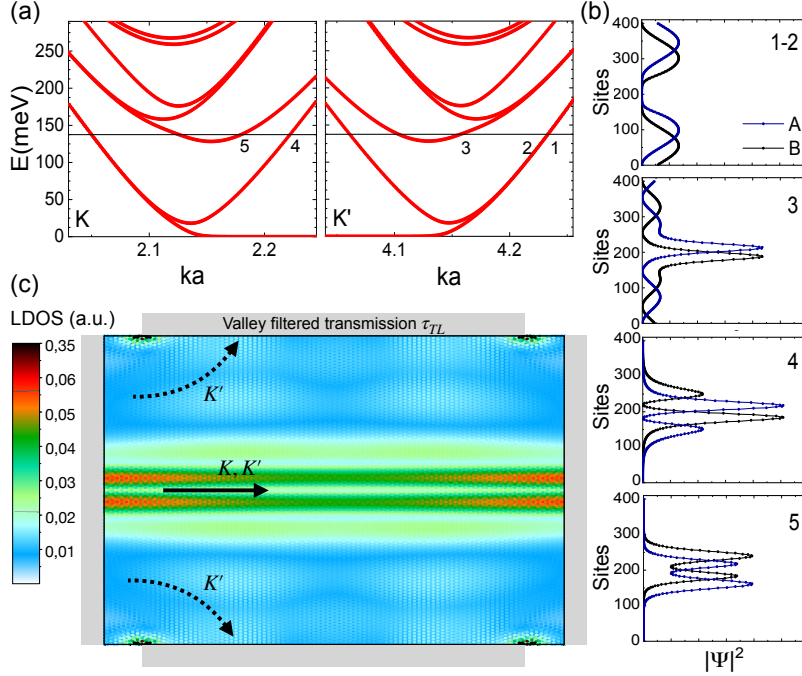 (a)
E(meV)
250
200
150
100
50
0
K
5
4
2.1
2.2
ka
K'
3
2
1
4.1
4.2
ka
(b)
Sites
400
300
200
100
0
1-2
A
B
Sites
400
300
200
100
0
3
Sites
400
300
200
100
0
4
Sites
400
300
200
100
0
5
|Ψ|²
(c)
LDOS (a.u.)
0,35
0,06
0,05
0,04
0,03
0,02
0,01
Valley filtered transmission τ_TL
K′
K, K′
K′